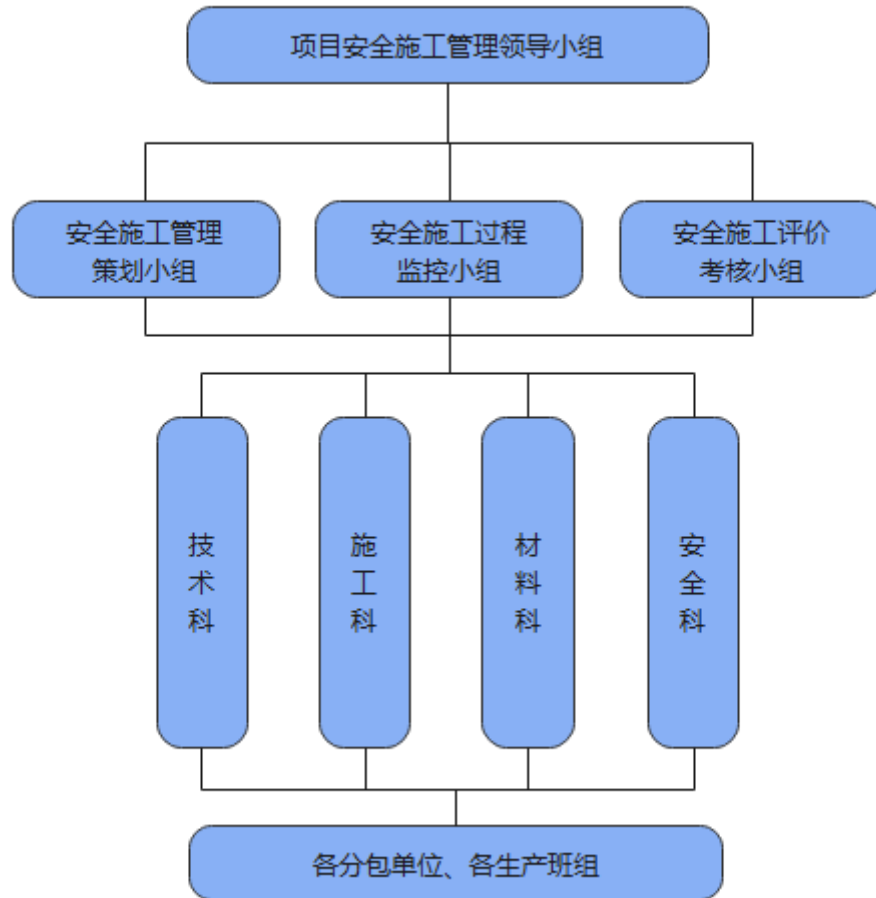 项目安全施工管理领导小组
安全施工管理
策划小组
安全施工过程
监控小组
安全施工评价
考核小组
技术科
施工科
材料科
安全科
各分包单位、各生产班组